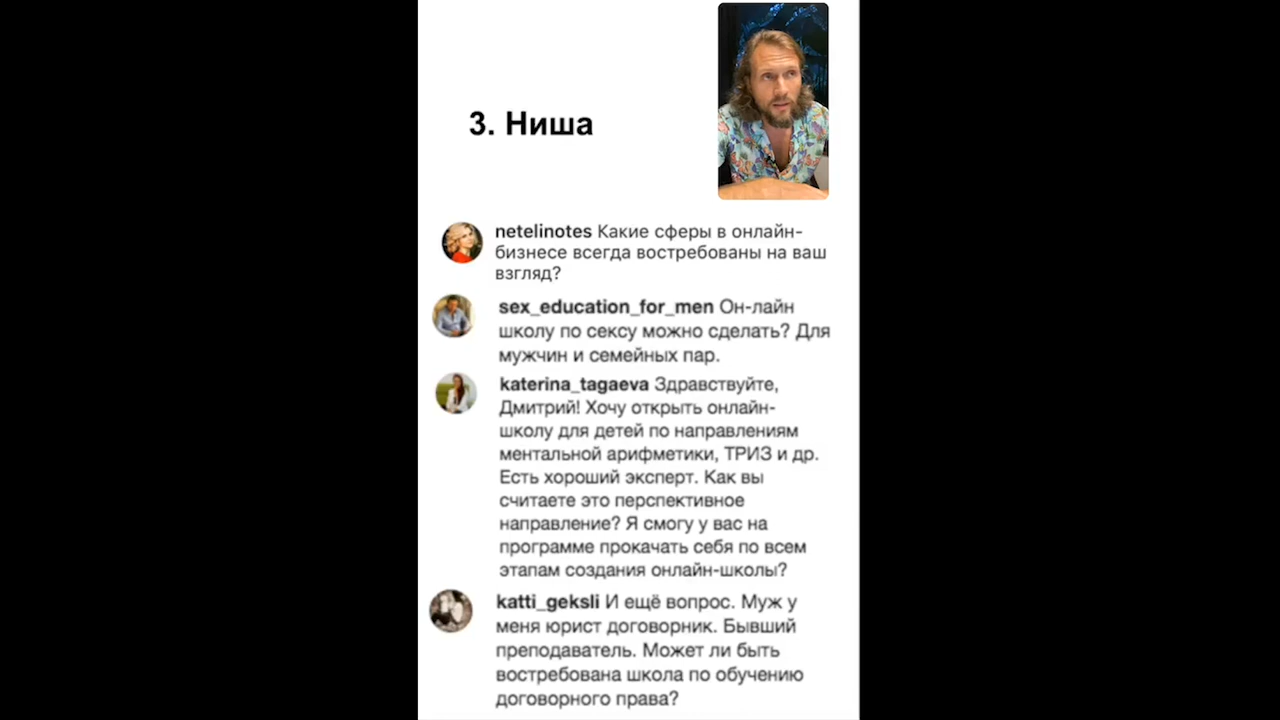 3. Ниша
netelinotes Какие сферы в онлайн-
бизнесе всегда востребованы на ваш
взгляд?
sex_education_for_men Он-лайн
школу по сексу можно сделать? Для
мужчин и семейных пар.
katerina_tagaeva Здравствуйте,
Дмитрий! Хочу открыть онлайн-
школу для детей по направлениям
ментальной арифметики, ТРИЗ и др.
Есть хороший эксперт. Как вы
считаете это перспективное
направление? Я смогу у вас на
программе прокачать себя по всем
этапам создания онлайн-школы?
katti_geksli И ещё вопрос. Муж у
меня юрист договорник. Бывший
преподаватель. Может ли быть
востребована школа по обучению
договорного права?